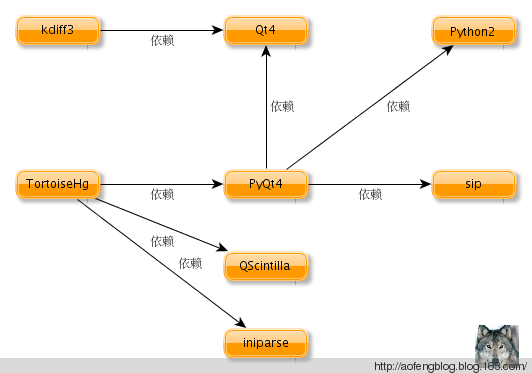 kdiff3
依赖
Qt4
Python2
依赖
依赖
TortoiseHg
依赖
PyQt4
依赖
sip
依赖
依赖
QScintilla
iniparse
http://aofengblog.blog.163.com/